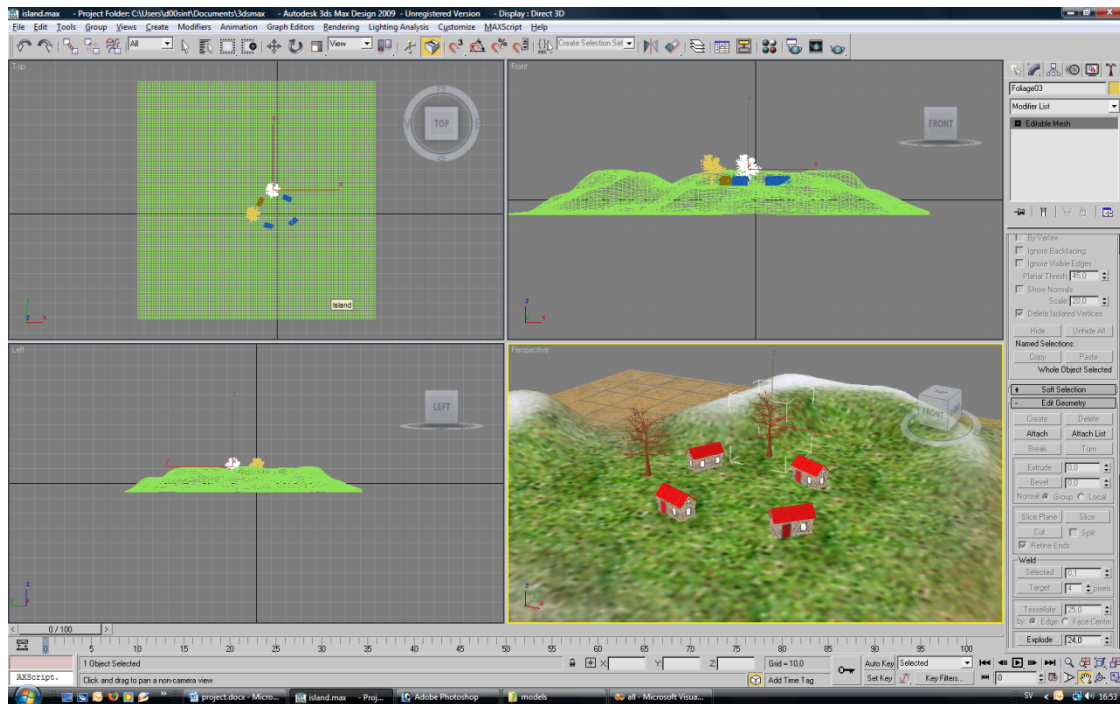 island.max - Project Folder: C:\Users\d00sint\Documents\3dsmax - Autodesk 3ds Max Design 2009 - Unregistered Version - Display : Direct 3D
File Edit Tools Group Views Create Modifiers Animation Graph Editors Rendering Lighting Analysis Customize MAXScript Help
All View Create Selection Set
Top
TOP
Island
Front
FRONT
Left
LEFT
Perspective
FRONT
Foliage03
Modifier List
Editable Mesh
By Vertex
Ignore Backfacing
Ignore Visible Edges
Planar Thresh: 45,0
Show Normals
Scale: 20,0
Delete Isolated Vertices
Hide Unhide All
Named Selections:
Copy Paste
Whole Object Selected
+ Soft Selection
- Edit Geometry
Create Delete
Attach Attach List
Break Turn
Extrude 0,0
Bevel 0,0
Normal: Group Local
Slice Plane Slice
Cut Split
Refine Ends
Weld
Selected 0,1
Target 4 pixels
Tessellate 25,0
by: Edge Face-Center
Explode 24,0
< 0 / 100 >
0 5 10 15 20 25 30 35 40 45 50 55 60 65 70 75 80 85 90 95 100
1 Object Selected X: Y: Z: Grid = 10,0 Auto Key Selected
AXScript. Click and drag to pan a non-camera view Add Time Tag Set Key Key Filters... 0
project.docx - Micro... island.max - Proj... Adobe Photoshop models all - Microsoft Visua... SV 16:53